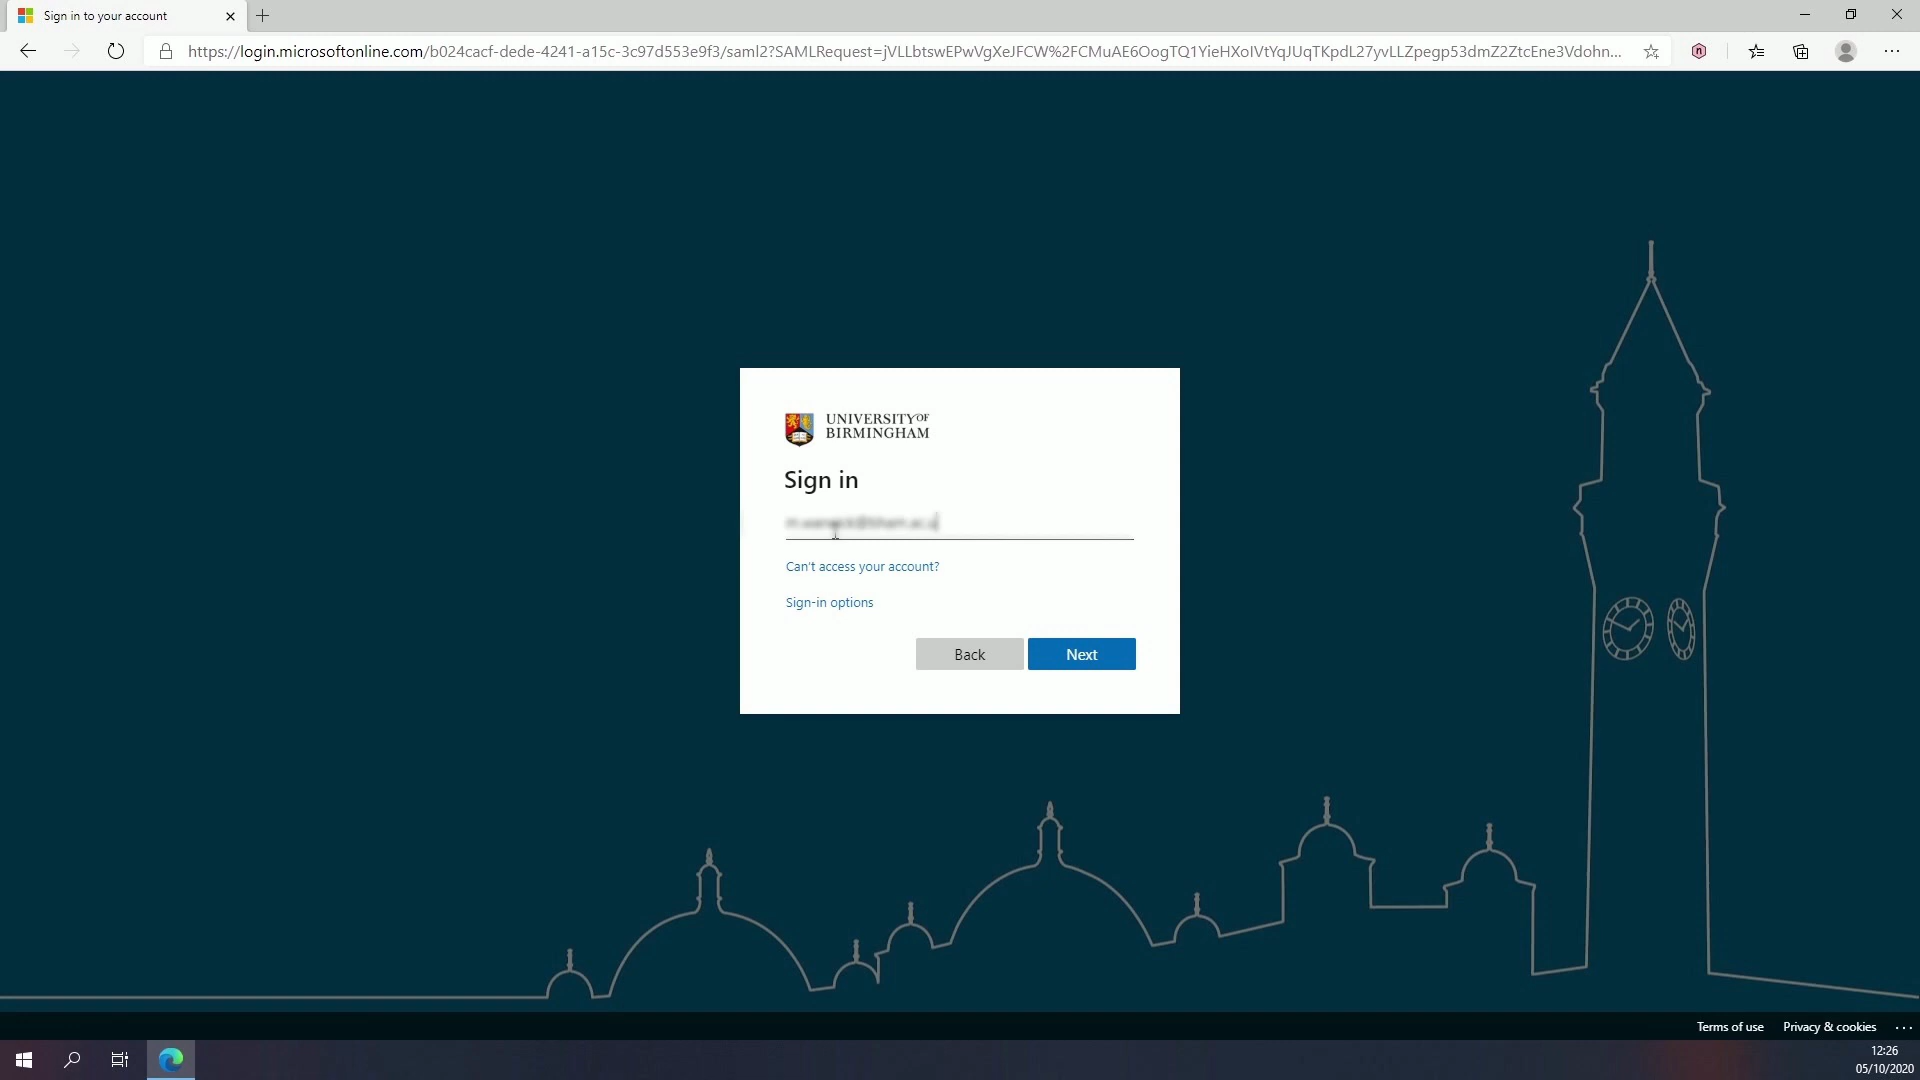 Sign in to your account
https://login.microsoftonline.com/b024cacf-dede-4241-a15c-3c97d553e9f3/saml2?SAMLRequest=jVLLbtswEPwVgXeJFCW%2FCMuAE6OogTQ1YieHXoIVtYqJUqTKpdL27yvLLZpegp53dmZ2ZtcEne3Vdohn...
UNIVERSITY OF
BIRMINGHAM
Sign in
Can't access your account?
Sign-in options
Back Next
Terms of use Privacy & cookies ...
12:26
05/10/2020